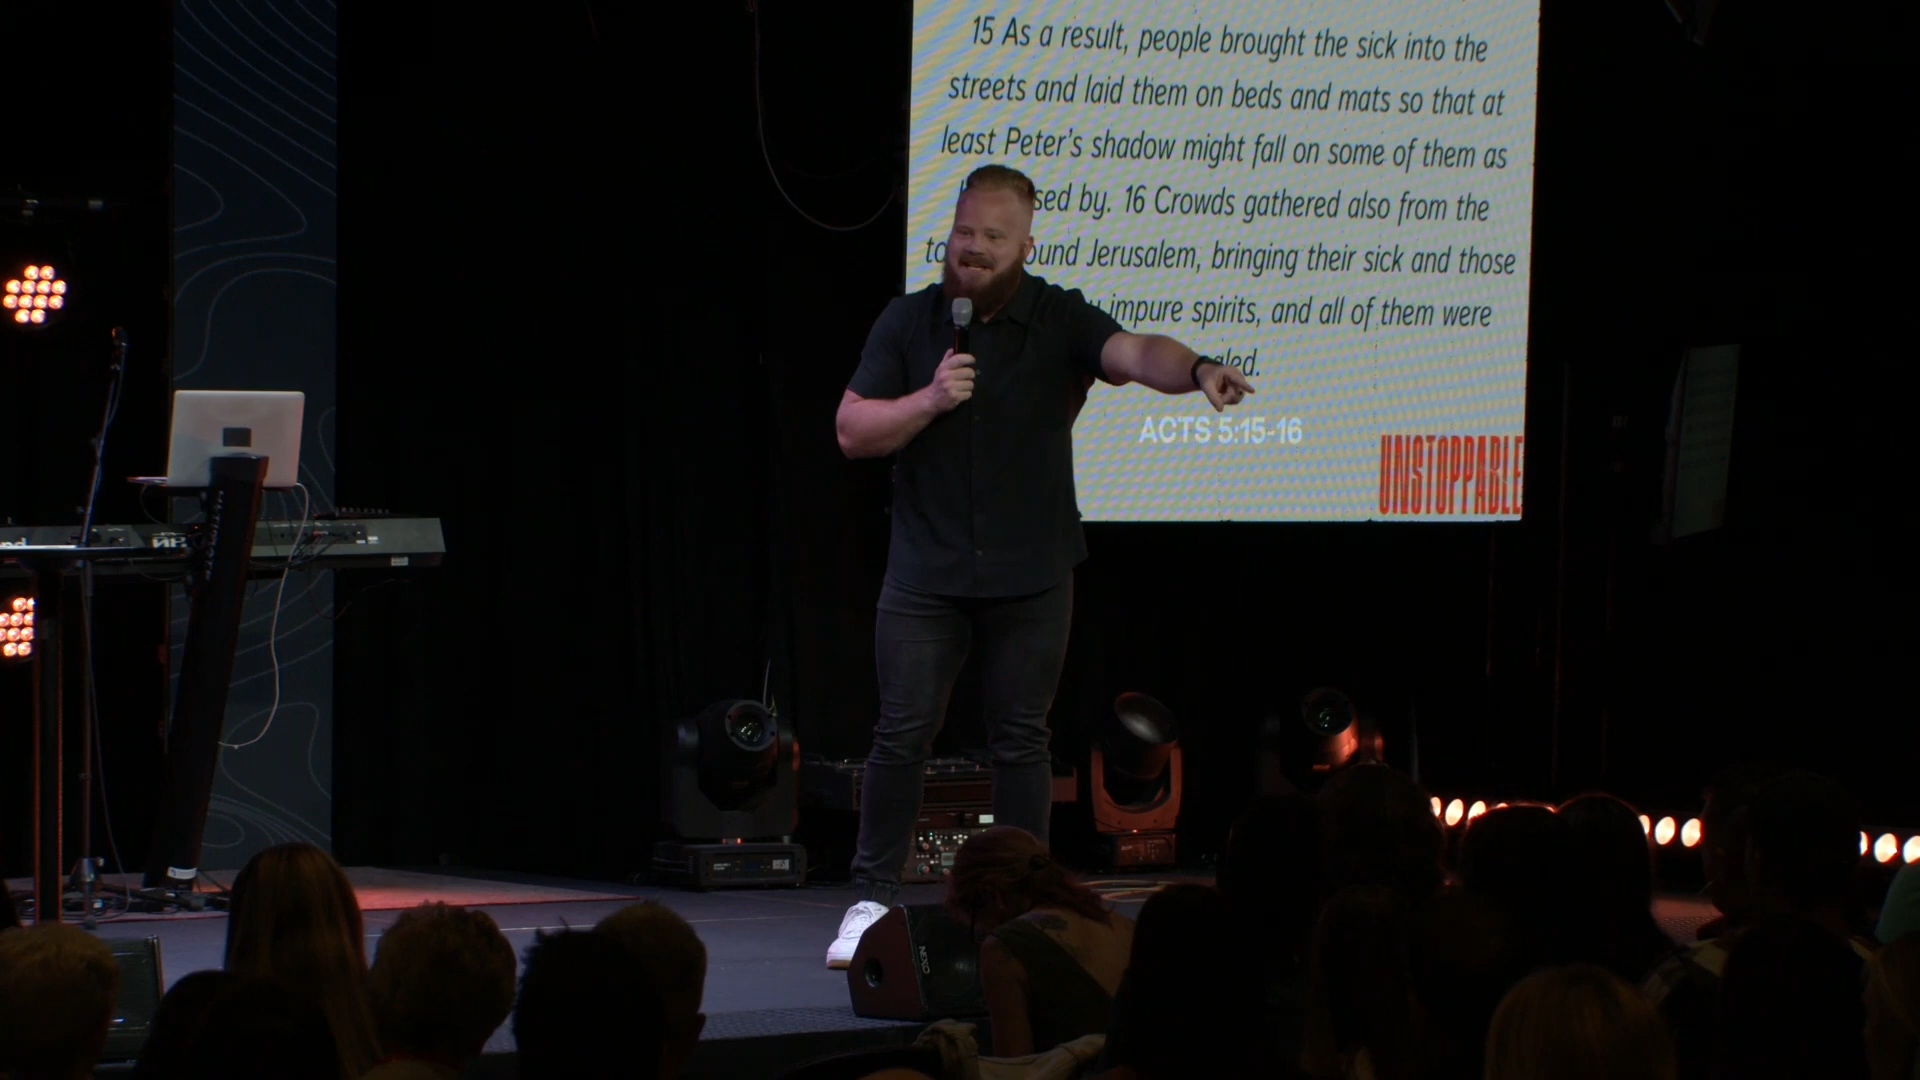 15 As a result, people brought the sick into the
streets and laid them on beds and mats so that at
least Peter's shadow might fall on some of them as
by. 16 Crowds gathered also from the
Jerusalem, bringing their sick and those
impure spirits, and all of them were
ACTS 5:15-16
UNSTOPPABLE
NEXO